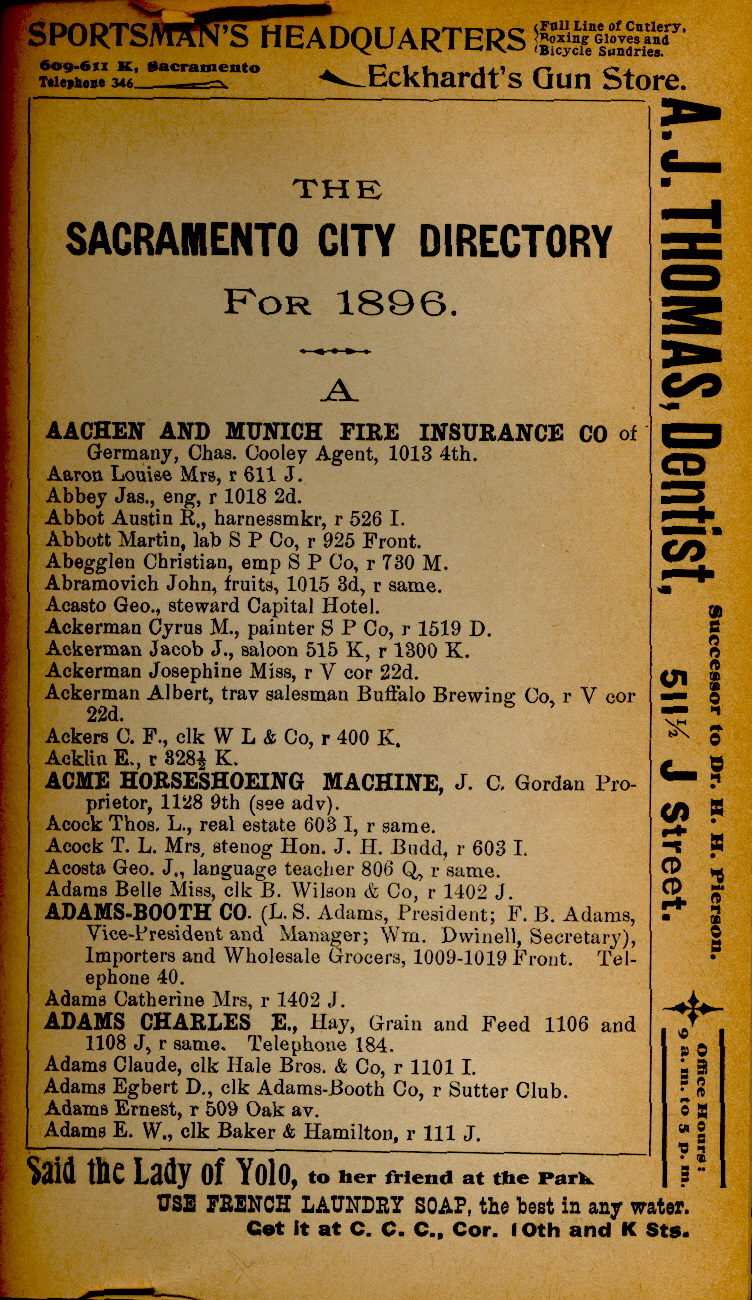 SPORTSMAN'S HEADQUARTERS
Full Line of Cutlery,
Boxing Gloves and
Bicycle Sundries.
609-611 K, Sacramento
Telephone 346
Eckhardt's Gun Store.
THE
SACRAMENTO CITY DIRECTORY
FOR 1896.
A
AACHEN AND MUNICH FIRE INSURANCE CO of
Germany, Chas. Cooley Agent, 1013 4th.
Aaron Louise Mrs, r 611 J.
Abbey Jas., eng, r 1018 2d.
Abbot Austin R., harnessmkr, r 526 I.
Abbott Martin, lab S P Co, r 925 Front.
Abegglen Christian, emp S P Co, r 730 M.
Abramovich John, fruits, 1015 3d, r same.
Acasto Geo., steward Capital Hotel.
Ackerman Cyrus M., painter S P Co, r 1519 D.
Ackerman Jacob J., saloon 515 K, r 1300 K.
Ackerman Josephine Miss, r V cor 22d.
Ackerman Albert, trav salesman Buffalo Brewing Co, r V cor
22d.
Ackers C. F., clk W L & Co, r 400 K.
Acklin E., r 328½ K.
ACME HORSESHOEING MACHINE, J. C. Gordan Pro-
prietor, 1128 9th (see adv).
Acock Thos. L., real estate 603 I, r same.
Acock T. L. Mrs, stenog Hon. J. H. Budd, r 603 I.
Acosta Geo. J., language teacher 806 Q, r same.
Adams Belle Miss, clk B. Wilson & Co, r 1402 J.
ADAMS-BOOTH CO. (L. S. Adams, President; F. B. Adams,
Vice-President and Manager; Wm. Dwinell, Secretary),
Importers and Wholesale Grocers, 1009-1019 Front. Tel-
ephone 40.
Adams Catherine Mrs, r 1402 J.
ADAMS CHARLES E., Hay, Grain and Feed 1106 and
1108 J, r same. Telephone 184.
Adams Claude, clk Hale Bros. & Co, r 1101 I.
Adams Egbert D., clk Adams-Booth Co, r Sutter Club.
Adams Ernest, r 509 Oak av.
Adams E. W., clk Baker & Hamilton, r 111 J.
A. J. THOMAS, Dentist, 511½ J Street.
Successor to Dr. H. H. Pierson.
Office Hours:
9 a. m. to 5 p. m.
Said the Lady of Yolo, to her friend at the Park
USE FRENCH LAUNDRY SOAP, the best in any water.
Get it at C. C. C., Cor. 10th and K Sts.